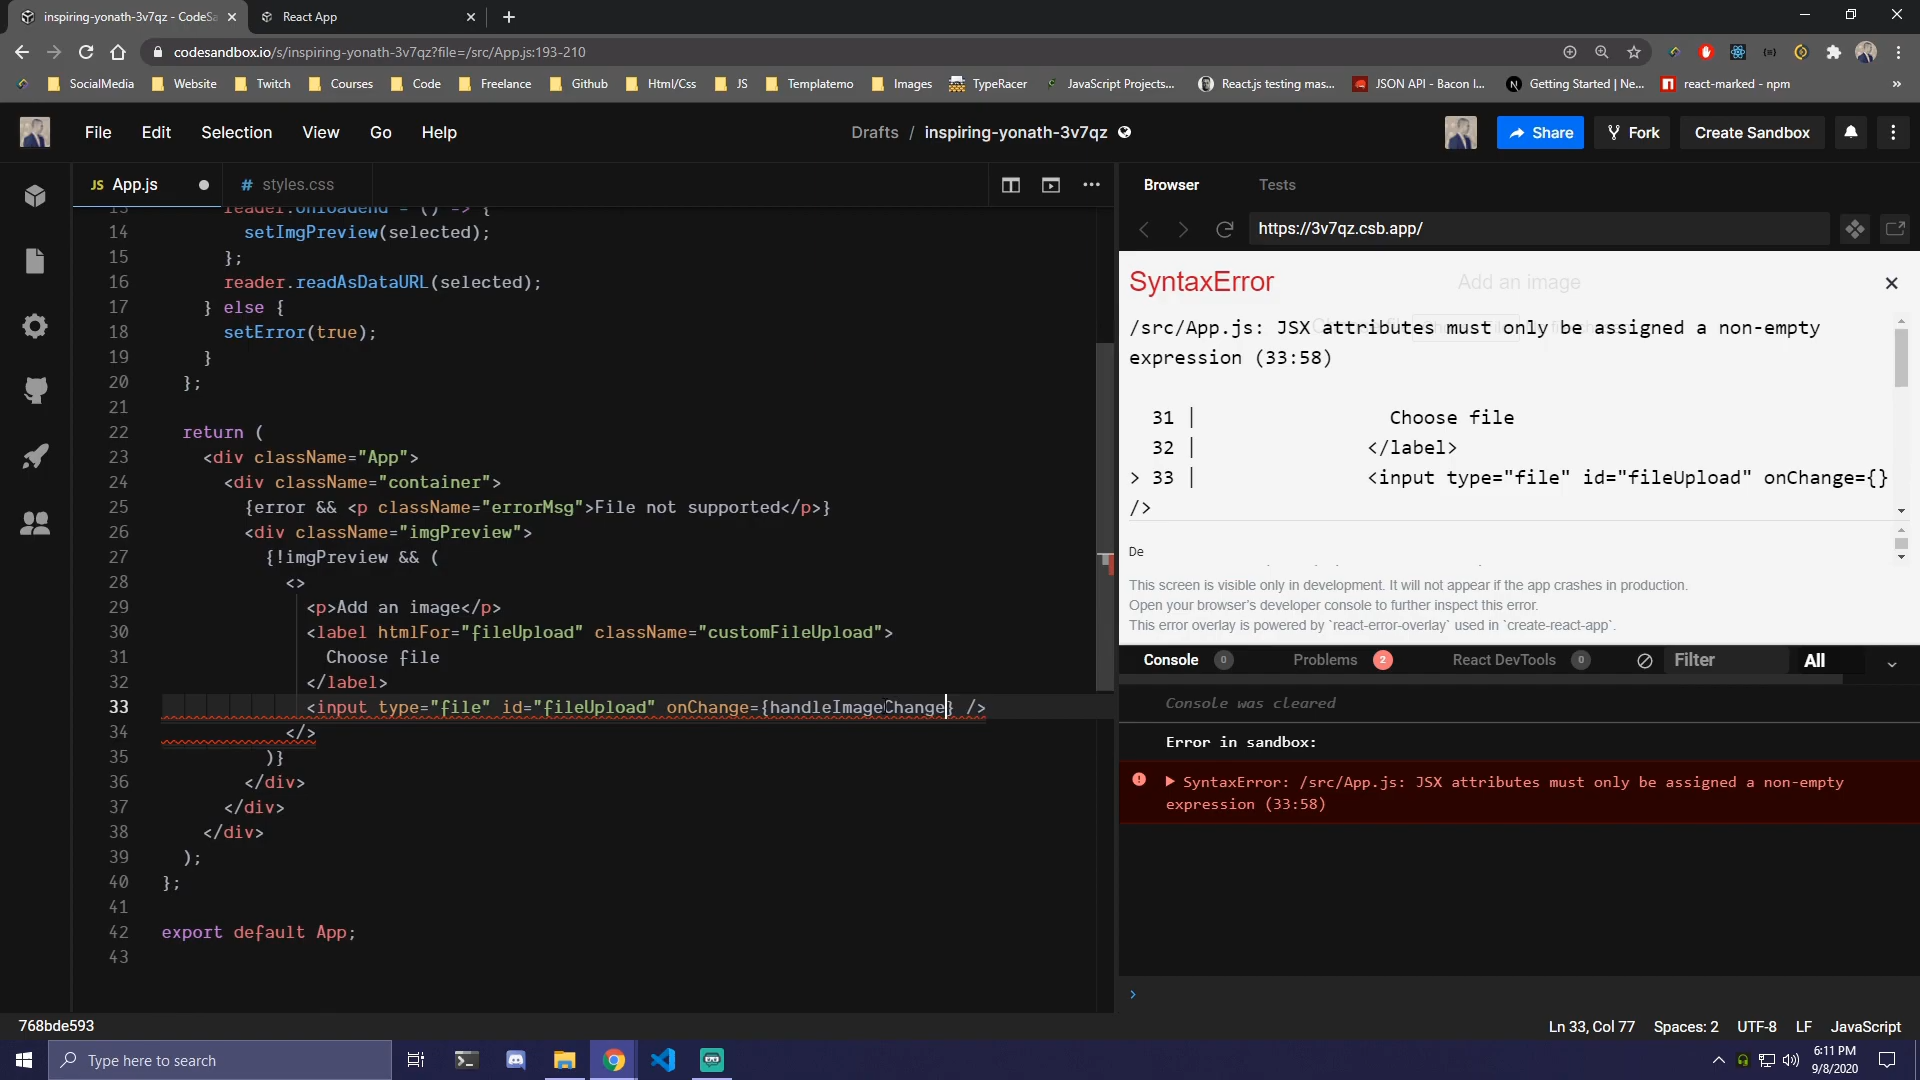 inspiring-yonath-3v7qz - CodeSa
React App
codesandbox.io/s/inspiring-yonath-3v7qz?file=/src/App.js:193-210
SocialMedia Website Twitch Courses Code Freelance Github Html/Css JS Templatemo Images TypeRacer JavaScript Projects... React.js testing mas... JSON API - Bacon I... Getting Started | Ne... react-marked - npm »
File Edit Selection View Go Help
Drafts / inspiring-yonath-3v7qz
Share Fork Create Sandbox
JS App.js
# styles.css
13 reader.onloadend = () => {
14 setImgPreview(selected);
15 };
16 reader.readAsDataURL(selected);
17 } else {
18 setError(true);
19 }
20 };
21
22 return (
23 <div className="App">
24 <div className="container">
25 {error && <p className="errorMsg">File not supported</p>}
26 <div className="imgPreview">
27 {!imgPreview && (
28 <>
29 <p>Add an image</p>
30 <label htmlFor="fileUpload" className="customFileUpload">
31 Choose file
32 </label>
33 <input type="file" id="fileUpload" onChange={handleImageChange} />
34 </>
35 )}
36 </div>
37 </div>
38 </div>
39 );
40 };
41
42 export default App;
43
Browser Tests
https://3v7qz.csb.app/
SyntaxError
Add an image
/src/App.js: JSX attributes must only be assigned a non-empty
expression (33:58)
31 | Choose file
32 | </label>
> 33 | <input type="file" id="fileUpload" onChange={}
/>
De
This screen is visible only in development. It will not appear if the app crashes in production.
Open your browser's developer console to further inspect this error.
This error overlay is powered by `react-error-overlay` used in `create-react-app`.
Console 0 Problems 2 React DevTools 0 Filter All
Console was cleared
Error in sandbox:
SyntaxError: /src/App.js: JSX attributes must only be assigned a non-empty
expression (33:58)
768bde593
Ln 33, Col 77 Spaces: 2 UTF-8 LF JavaScript
Type here to search
6:11 PM
9/8/2020